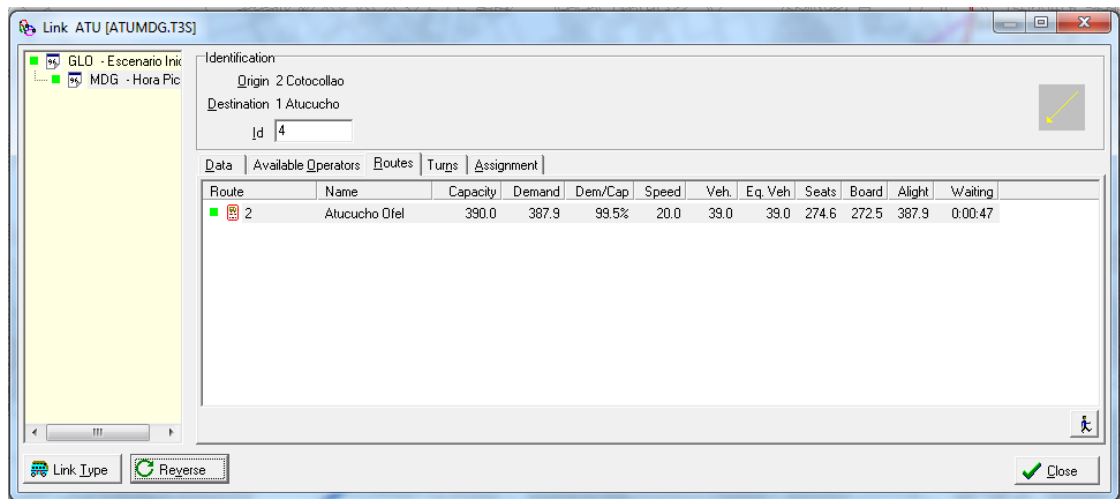 Link ATU [ATUMDG.T3S]
GLO - Escenario Inic
MDG - Hora Pic
Identification
Origin 2 Cotocollao
Destination 1 Atucucho
Id 4
Data Available Operators Routes Turns Assignment
Route Name Capacity Demand Dem/Cap Speed Veh. Eq. Veh Seats Board Alight Waiting
2 Atucucho Ofel 390.0 387.9 99.5% 20.0 39.0 39.0 274.6 272.5 387.9 0:00:47
Link Type Reverse Close